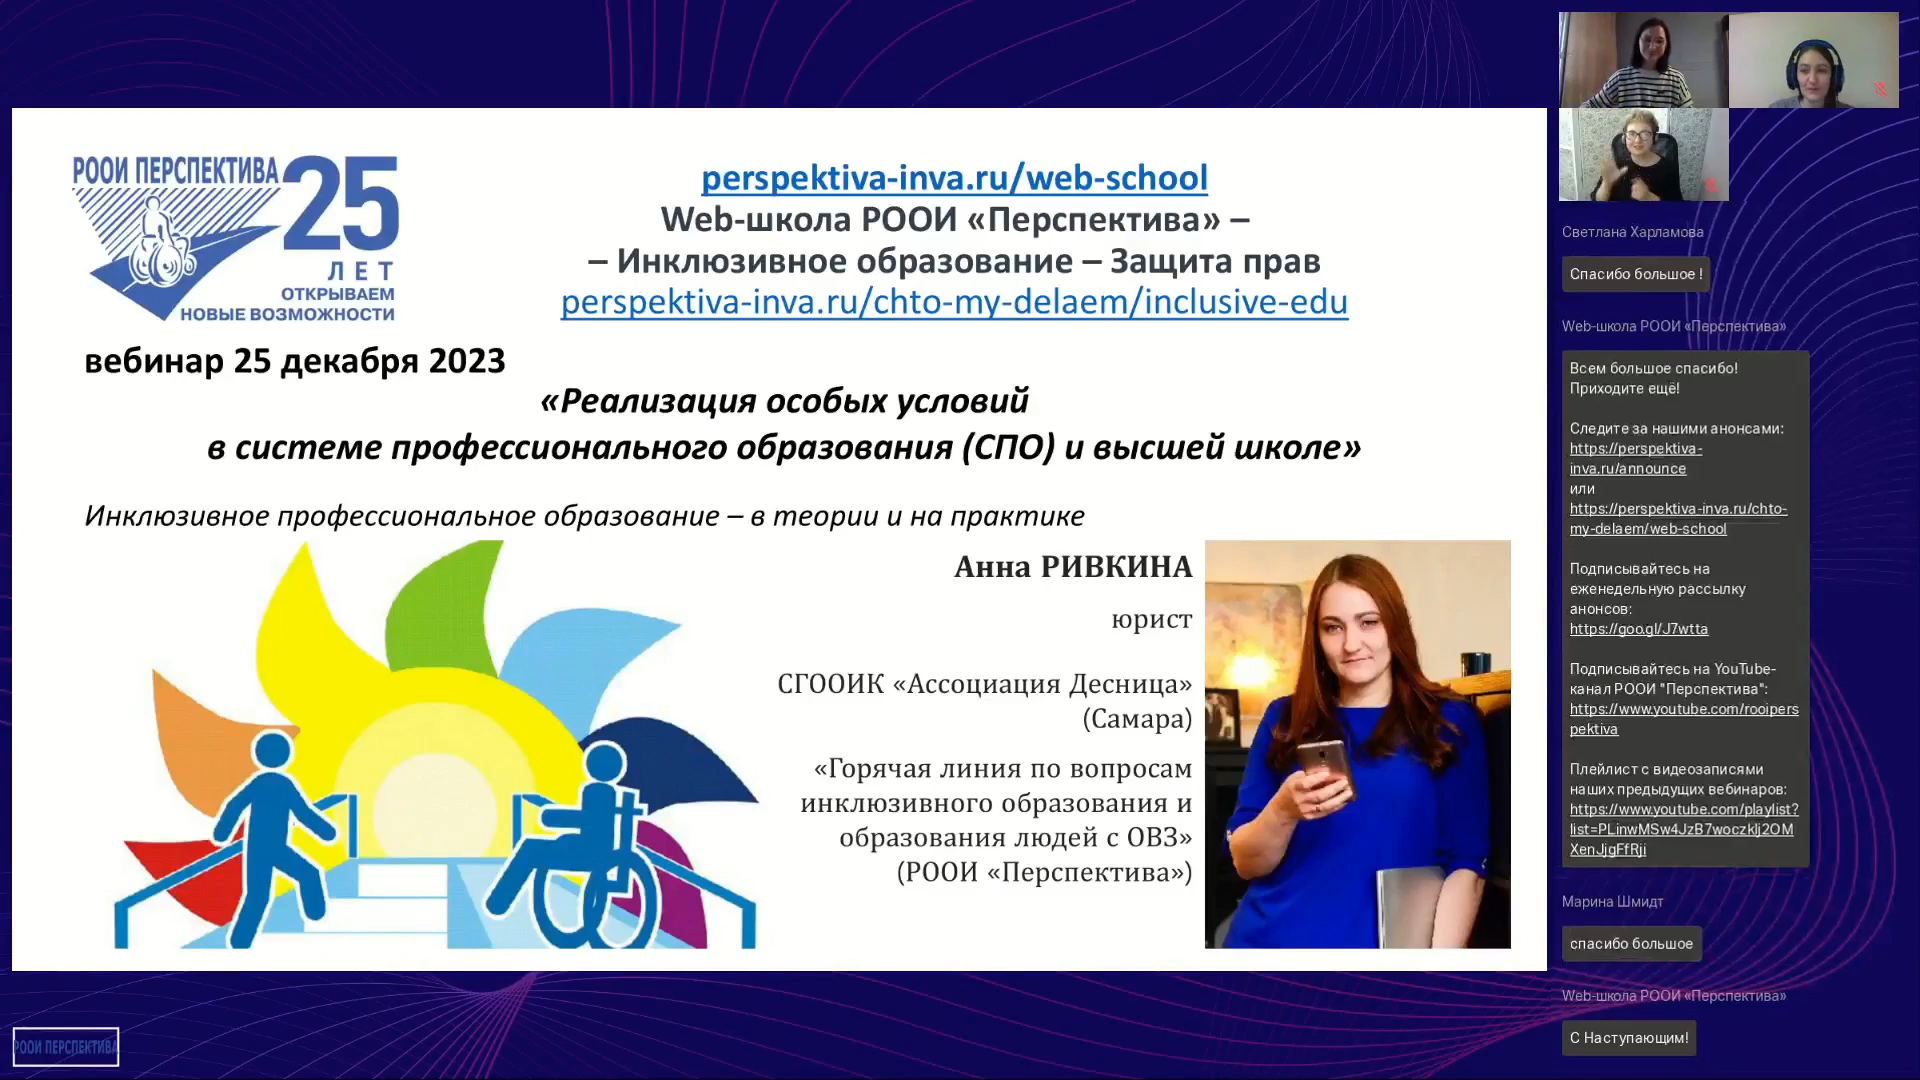 РООИ ПЕРСПЕКТИВА
25
ЛЕТ
ОТКРЫВАЕМ
НОВЫЕ ВОЗМОЖНОСТИ
perspektiva-inva.ru/web-school
Web-школа РООИ «Перспектива» –
– Инклюзивное образование – Защита прав
perspektiva-inva.ru/chto-my-delaem/inclusive-edu
вебинар 25 декабря 2023
«Реализация особых условий
в системе профессионального образования (СПО) и высшей школе»
Инклюзивное профессиональное образование – в теории и на практике
Анна РИВКИНА
юрист
СГООИК «Ассоциация Десница»
(Самара)
«Горячая линия по вопросам
инклюзивного образования и
образования людей с ОВЗ»
(РООИ «Перспектива»)
РООИ ПЕРСПЕКТИВА
Светлана Харламова
Спасибо большое !
Web-школа РООИ «Перспектива»
Всем большое спасибо!
Приходите ещё!
Следите за нашими анонсами:
https://perspektiva-
inva.ru/announce
или
https://perspektiva-inva.ru/chto-
my-delaem/web-school
Подписывайтесь на
еженедельную рассылку
анонсов:
https://goo.gl/J7wtta
Подписывайтесь на YouTube-
канал РООИ "Перспектива":
https://www.youtube.com/rooipers
pektiva
Плейлист с видеозаписями
наших предыдущих вебинаров:
https://www.youtube.com/playlist?
list=PLinwMSw4JzB7woczkIj2OM
XenJjgFfRji
Марина Шмидт
спасибо большое
Web-школа РООИ «Перспектива»
С Наступающим!